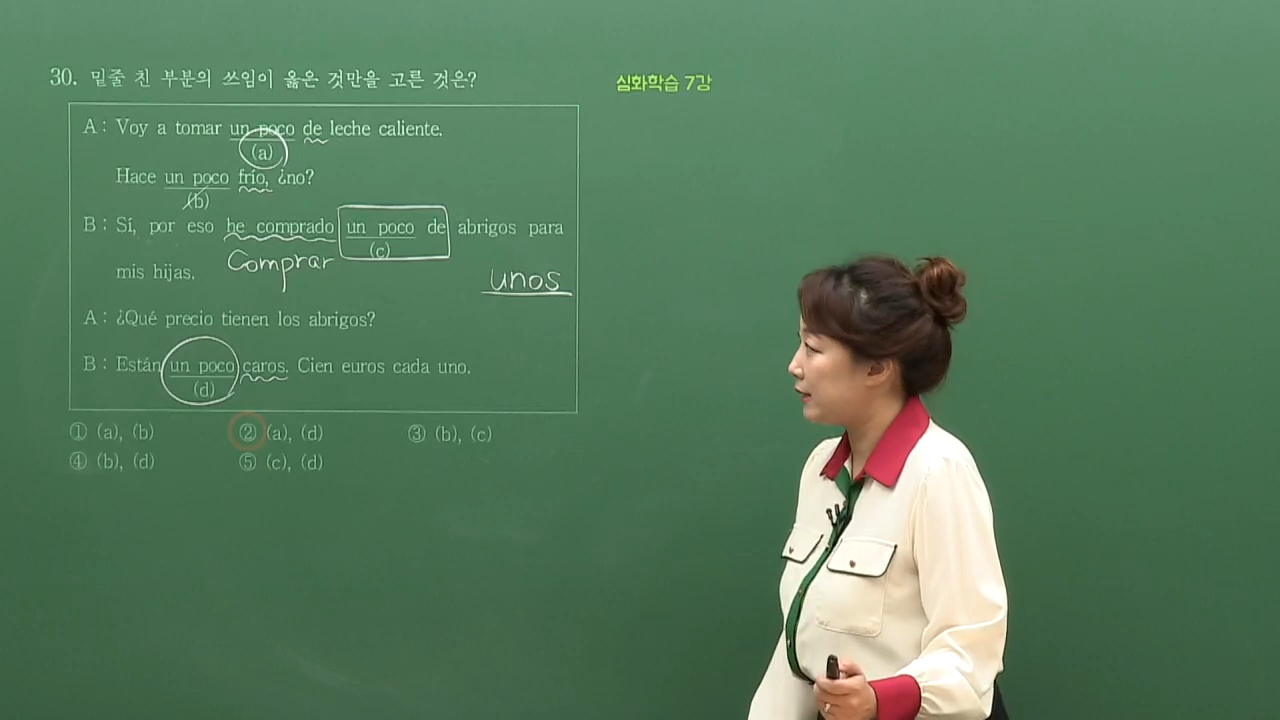 30. 밑줄 친 부분의 쓰임이 옳은 것만을 고른 것은?
심화학습 7강
A : Voy a tomar un poco de leche caliente.
(a)
Hace un poco frío, ¿no?
(b)
B : Sí, por eso he comprado un poco de abrigos para
(c)
Comprar
mis hijas.
unos
A : ¿Qué precio tienen los abrigos?
B : Están un poco caros. Cien euros cada uno.
(d)
① (a), (b) ② (a), (d) ③ (b), (c)
④ (b), (d) ⑤ (c), (d)